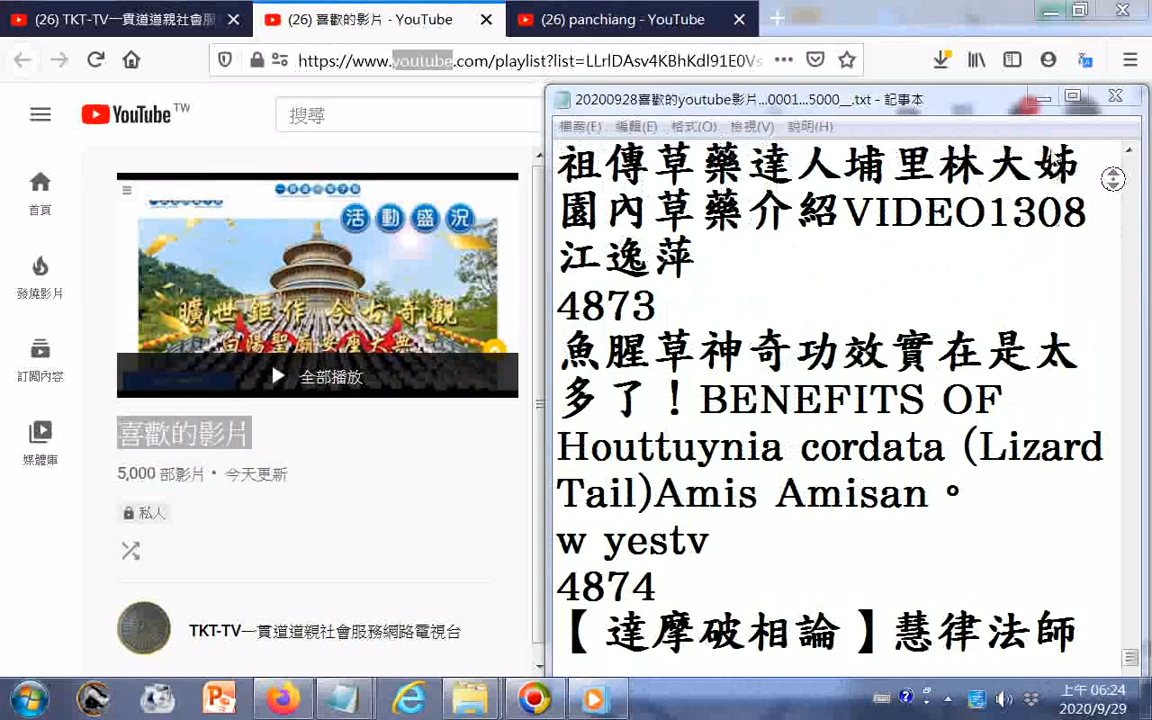 (26) TKT-TV一貫道道親社會服
(26) 喜歡的影片 - YouTube
(26) panchiang - YouTube
https://www.youtube.com/playlist?list=LLrlDAsv4KBhKdl91E0Vs
YouTube TW
搜尋
首頁
發燒影片
訂閱內容
媒體庫
活動盛況
曠世鉅作 今古奇觀
白陽聖廟安座大典
全部播放
喜歡的影片
5,000 部影片・今天更新
私人
TKT-TV一貫道道親社會服務網路電視台
20200928喜歡的youtube影片...0001...5000__.txt - 記事本
檔案(F) 編輯(E) 格式(O) 檢視(V) 說明(H)
祖傳草藥達人埔里林大姊
園內草藥介紹VIDEO1308
江逸萍
4873
魚腥草神奇功效實在是太
多了！BENEFITS OF
Houttuynia cordata (Lizard
Tail)Amis Amisan。
w yestv
4874
【達摩破相論】慧律法師
上午 06:24
2020/9/29